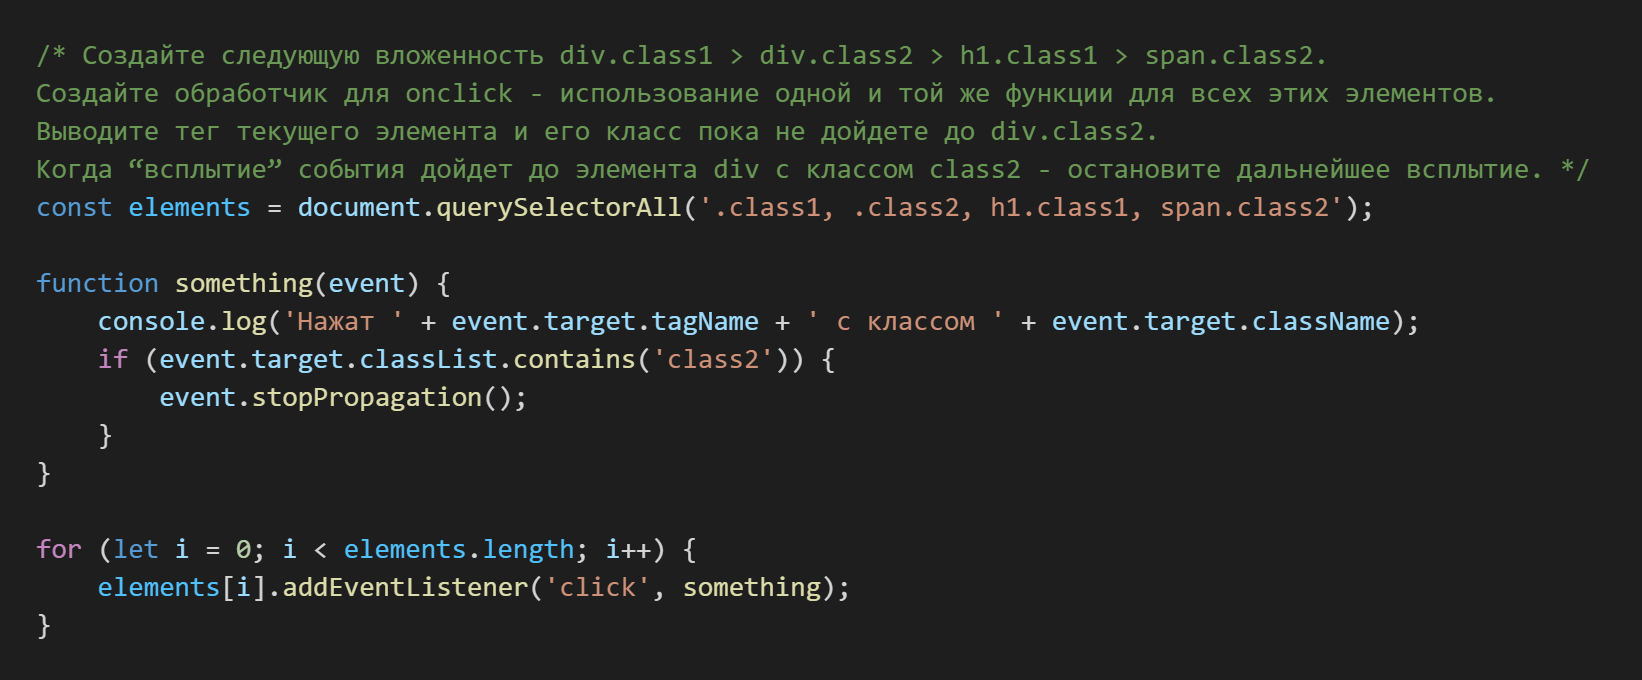 /* Создайте следующую вложенность div.class1 > div.class2 > h1.class1 > span.class2.
Создайте обработчик для onclick - использование одной и той же функции для всех этих элементов.
Выводите тег текущего элемента и его класс пока не дойдете до div.class2.
Когда “всплытие” события дойдет до элемента div с классом class2 - остановите дальнейшее всплытие. */
const elements = document.querySelectorAll('.class1, .class2, h1.class1, span.class2');
function something(event) {
    console.log('Нажат ' + event.target.tagName + ' с классом ' + event.target.className);
    if (event.target.classList.contains('class2')) {
        event.stopPropagation();
    }
}
for (let i = 0; i < elements.length; i++) {
    elements[i].addEventListener('click', something);
}